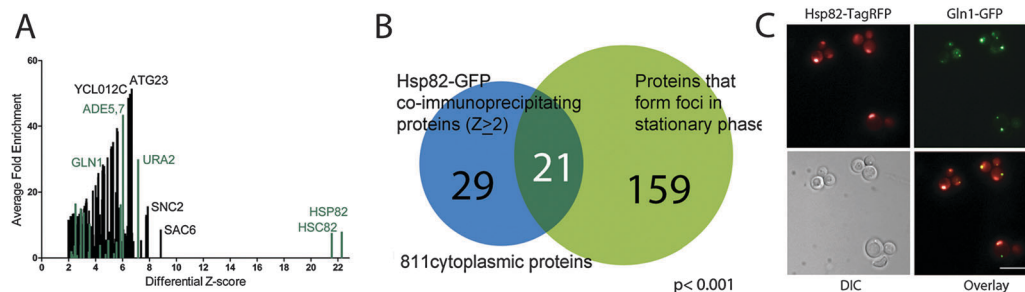 A
Average Fold Enrichment
60
40
20
0
YCL012C
ATG23
ADE5,7
GLN1
URA2
SNC2
SAC6
HSP82
HSC82
0 2 4 6 8 10 12 14 16 18 20 22
Differential Z-score
B
Hsp82-GFP
co-immunoprecipitating
proteins (Z≥2)
Proteins that
form foci in
stationary phase
29
21
159
811cytoplasmic proteins
p< 0.001
C
Hsp82-TagRFP
Gln1-GFP
DIC
Overlay